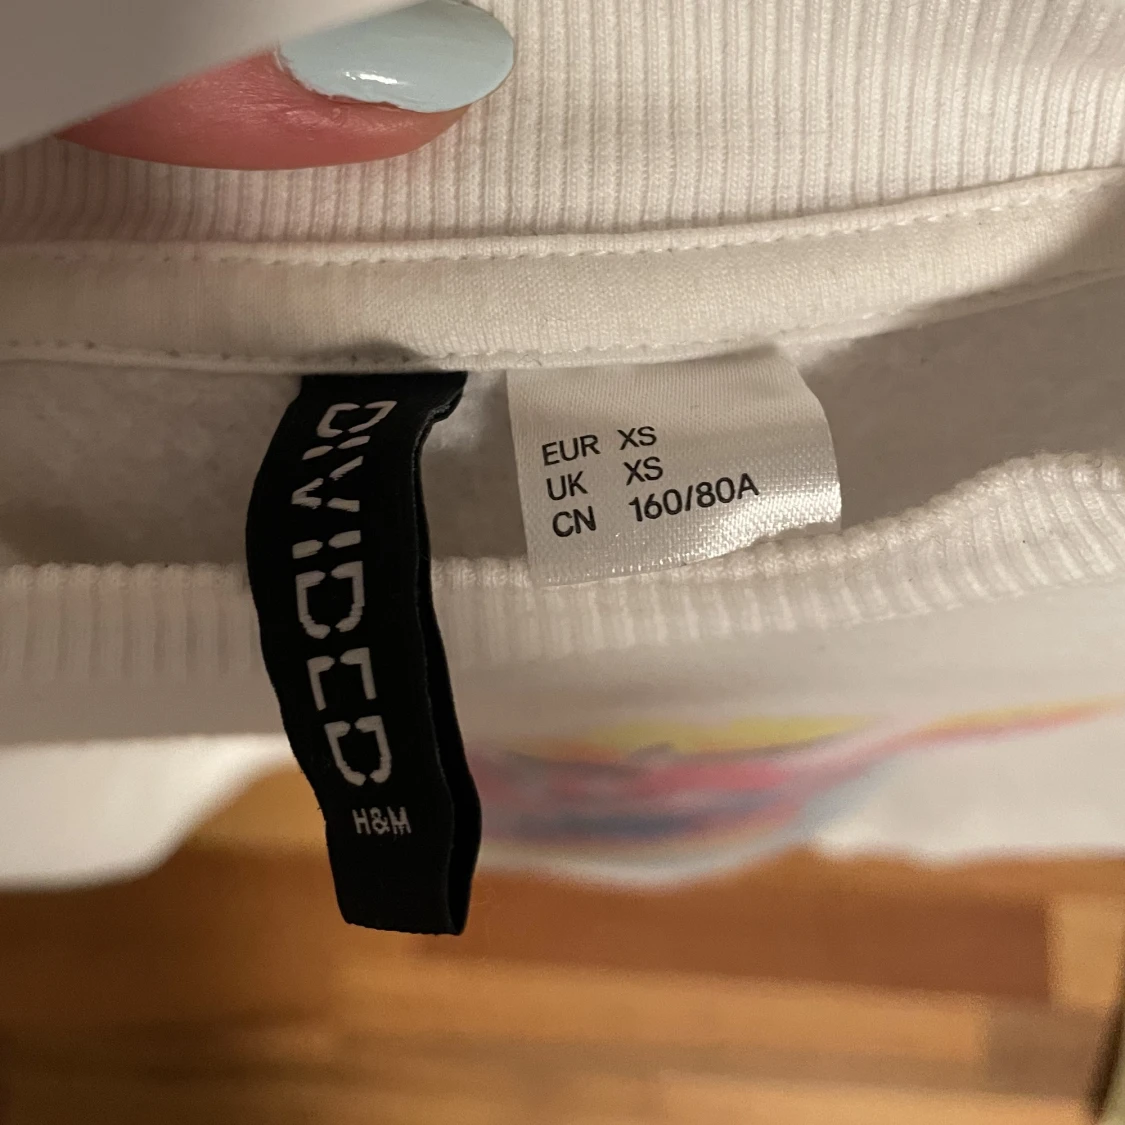 DIVIDED
H&M
EUR XS
UK XS
CN 160/80A